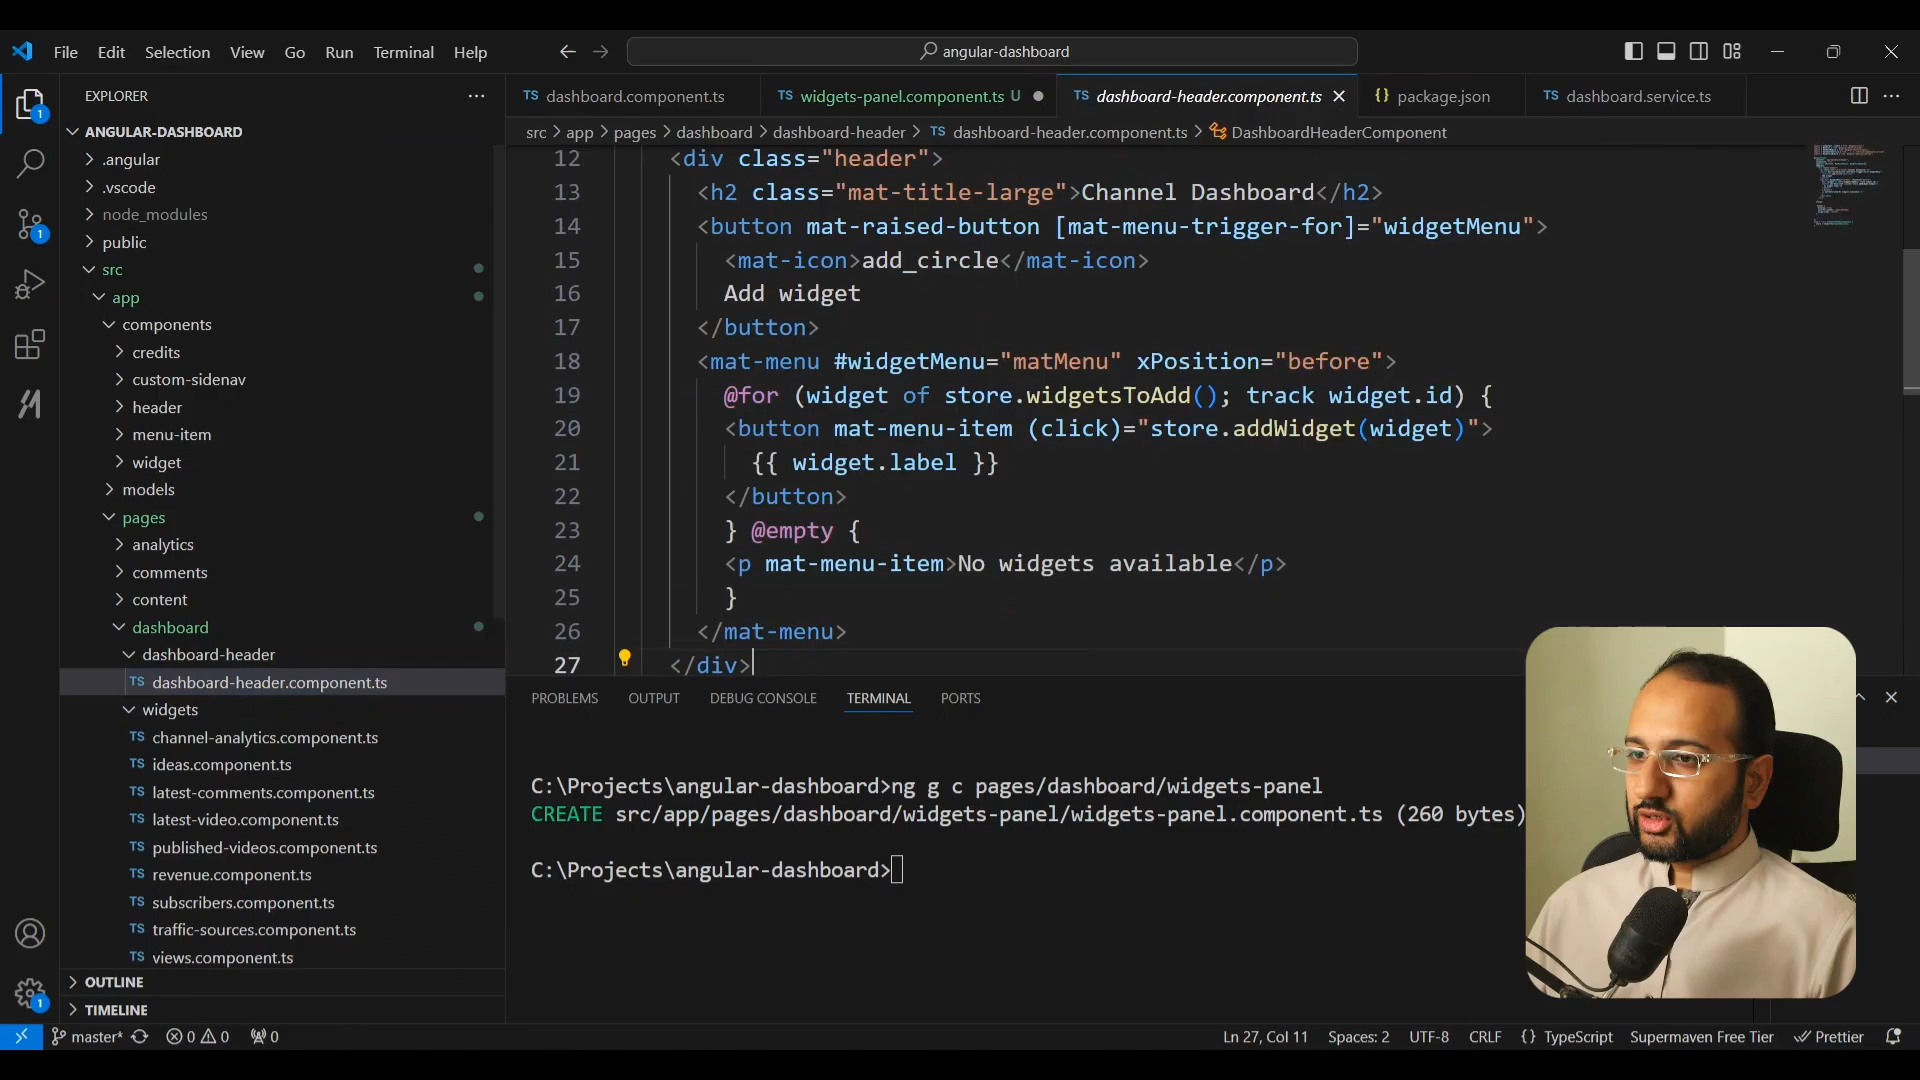 File Edit Selection View Go Run Terminal Help
angular-dashboard
EXPLORER
ANGULAR-DASHBOARD
.angular
.vscode
node_modules
public
src
app
components
credits
custom-sidenav
header
menu-item
widget
models
pages
analytics
comments
content
dashboard
dashboard-header
TS dashboard-header.component.ts
widgets
TS channel-analytics.component.ts
TS ideas.component.ts
TS latest-comments.component.ts
TS latest-video.component.ts
TS published-videos.component.ts
TS revenue.component.ts
TS subscribers.component.ts
TS traffic-sources.component.ts
TS views.component.ts
OUTLINE
TIMELINE
1
1
1
TS dashboard.component.ts TS widgets-panel.component.ts U TS dashboard-header.component.ts {} package.json TS dashboard.service.ts
src > app > pages > dashboard > dashboard-header > TS dashboard-header.component.ts > DashboardHeaderComponent
12 <div class="header">
13 <h2 class="mat-title-large">Channel Dashboard</h2>
14 <button mat-raised-button [mat-menu-trigger-for]="widgetMenu">
15 <mat-icon>add_circle</mat-icon>
16 Add widget
17 </button>
18 <mat-menu #widgetMenu="matMenu" xPosition="before">
19 @for (widget of store.widgetsToAdd(); track widget.id) {
20 <button mat-menu-item (click)="store.addWidget(widget)">
21 {{ widget.label }}
22 </button>
23 } @empty {
24 <p mat-menu-item>No widgets available</p>
25 }
26 </mat-menu>
27 </div>
PROBLEMS OUTPUT DEBUG CONSOLE TERMINAL PORTS
C:\Projects\angular-dashboard>ng g c pages/dashboard/widgets-panel
CREATE src/app/pages/dashboard/widgets-panel/widgets-panel.component.ts (260 bytes)
C:\Projects\angular-dashboard>
master* 0 0 0 Ln 27, Col 11 Spaces: 2 UTF-8 CRLF {} TypeScript Supermaven Free Tier Prettier